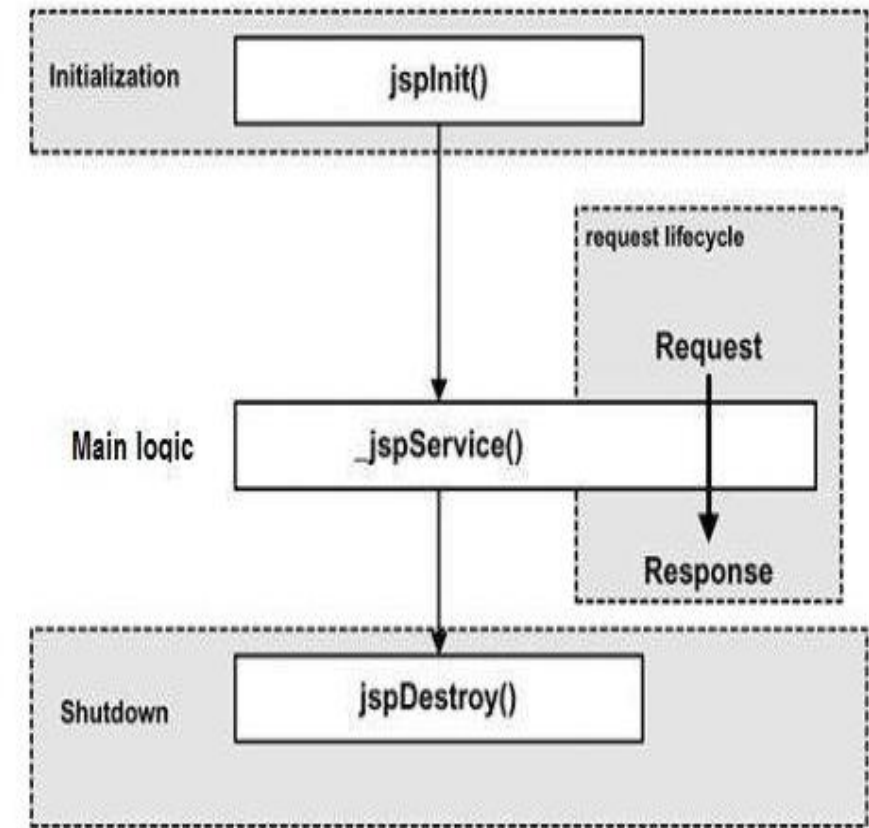 Initialization
jspInit()
request lifecycle
Request
Main logic
_jspService()
Response
jspDestroy()
Shutdown